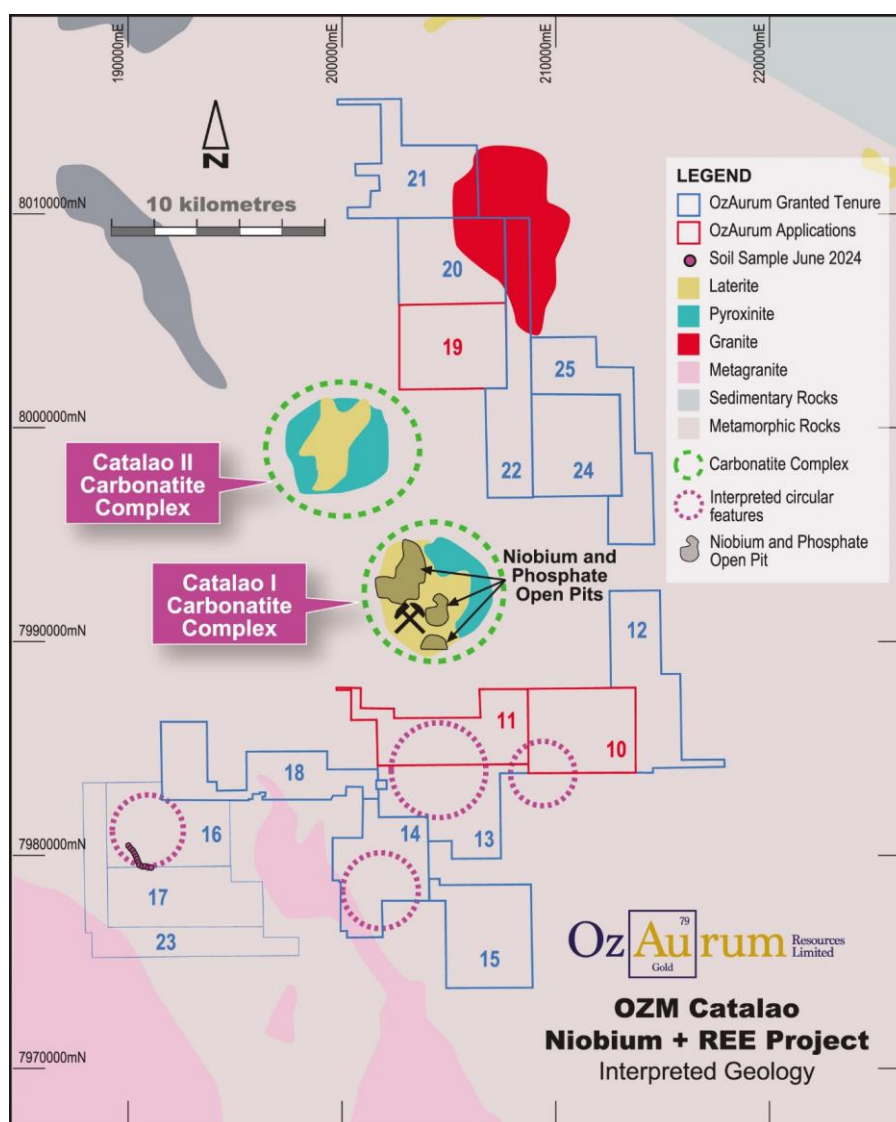 190000mE
200000mE
210000mE
220000mE
8010000mN
8000000mN
7990000mN
7980000mN
7970000mN
N
10 kilometres
21
20
19
25
22
24
LEGEND
OzAurum Granted Tenure
OzAurum Applications
Soil Sample June 2024
Laterite
Pyroxinite
Granite
Metagranite
Sedimentary Rocks
Metamorphic Rocks
Carbonatite Complex
Interpreted circular
features
Niobium and Phosphate
Open Pit
Catalao II
Carbonatite
Complex
Catalao I
Carbonatite
Complex
Niobium and
Phosphate
Open Pits
12
11
10
18
16
14
13
17
23
15
79
OzAurum
Gold
Resources
Limited
OZM Catalao
Niobium + REE Project
Interpreted Geology